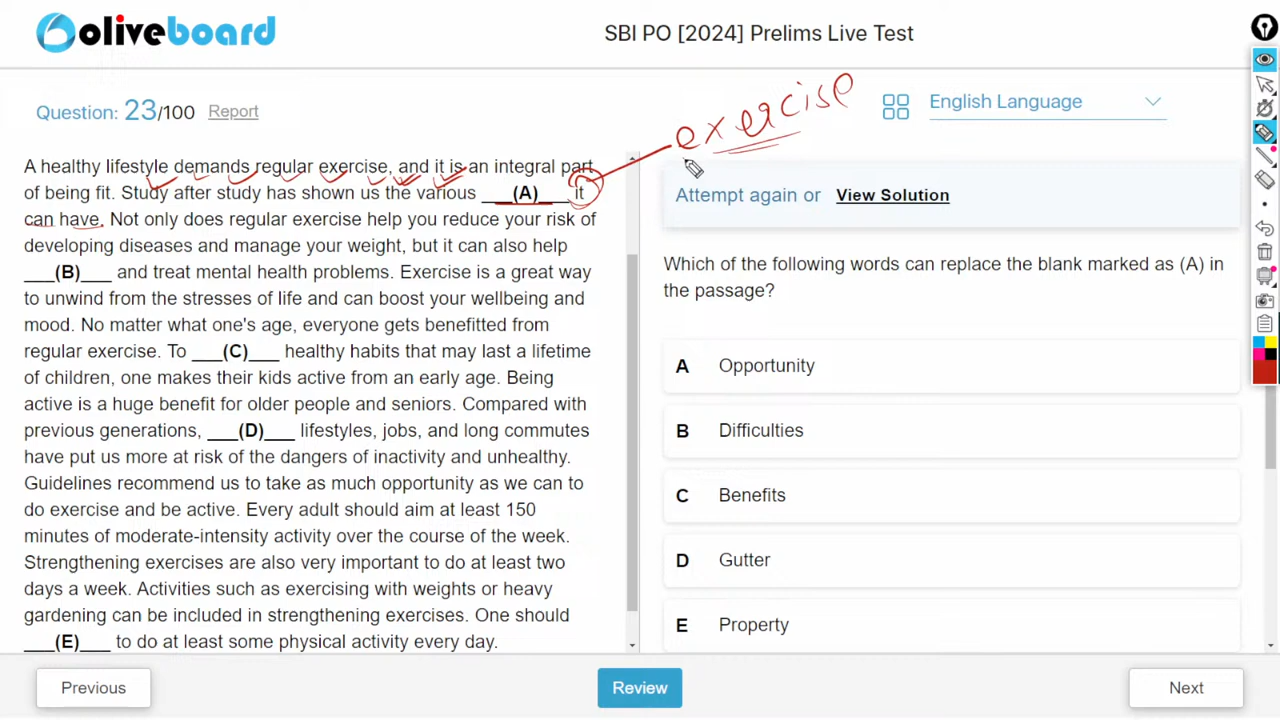 oliveboard
SBI PO [2024] Prelims Live Test
Question: 23/100 Report
exercise
English Language
A healthy lifestyle demands regular exercise, and it is an integral part
of being fit. Study after study has shown us the various ___(A)___ it
can have. Not only does regular exercise help you reduce your risk of
developing diseases and manage your weight, but it can also help
___(B)___ and treat mental health problems. Exercise is a great way
to unwind from the stresses of life and can boost your wellbeing and
mood. No matter what one's age, everyone gets benefitted from
regular exercise. To ___(C)___ healthy habits that may last a lifetime
of children, one makes their kids active from an early age. Being
active is a huge benefit for older people and seniors. Compared with
previous generations, ___(D)___ lifestyles, jobs, and long commutes
have put us more at risk of the dangers of inactivity and unhealthy.
Guidelines recommend us to take as much opportunity as we can to
do exercise and be active. Every adult should aim at least 150
minutes of moderate-intensity activity over the course of the week.
Strengthening exercises are also very important to do at least two
days a week. Activities such as exercising with weights or heavy
gardening can be included in strengthening exercises. One should
___(E)___ to do at least some physical activity every day.
Attempt again or View Solution
Which of the following words can replace the blank marked as (A) in
the passage?
A Opportunity
B Difficulties
C Benefits
D Gutter
E Property
Previous
Review
Next